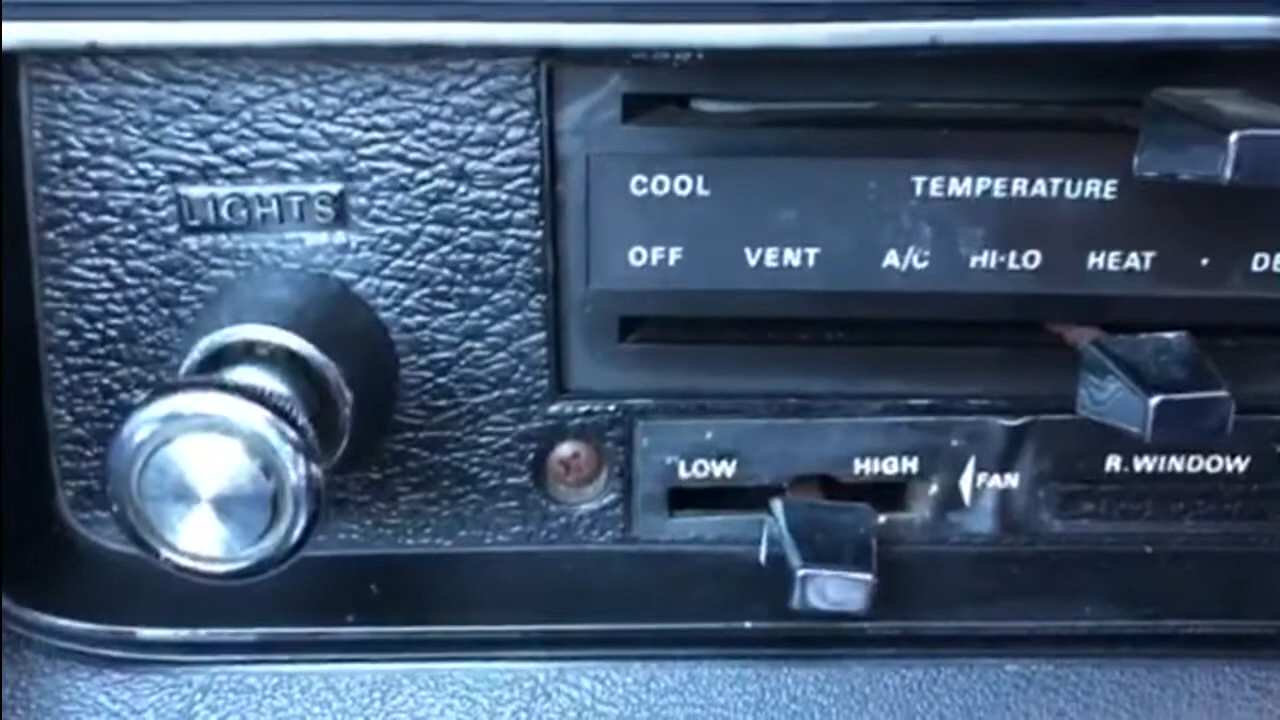 LIGHTS
COOL TEMPERATURE
OFF VENT A/C HI·LO HEAT ·
LOW HIGH FAN R.WINDOW